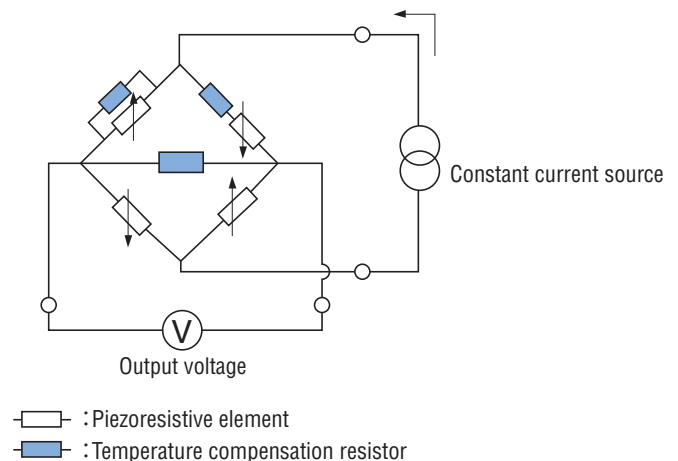 Constant current source
V
Output voltage
: Piezoresistive element
: Temperature compensation resistor